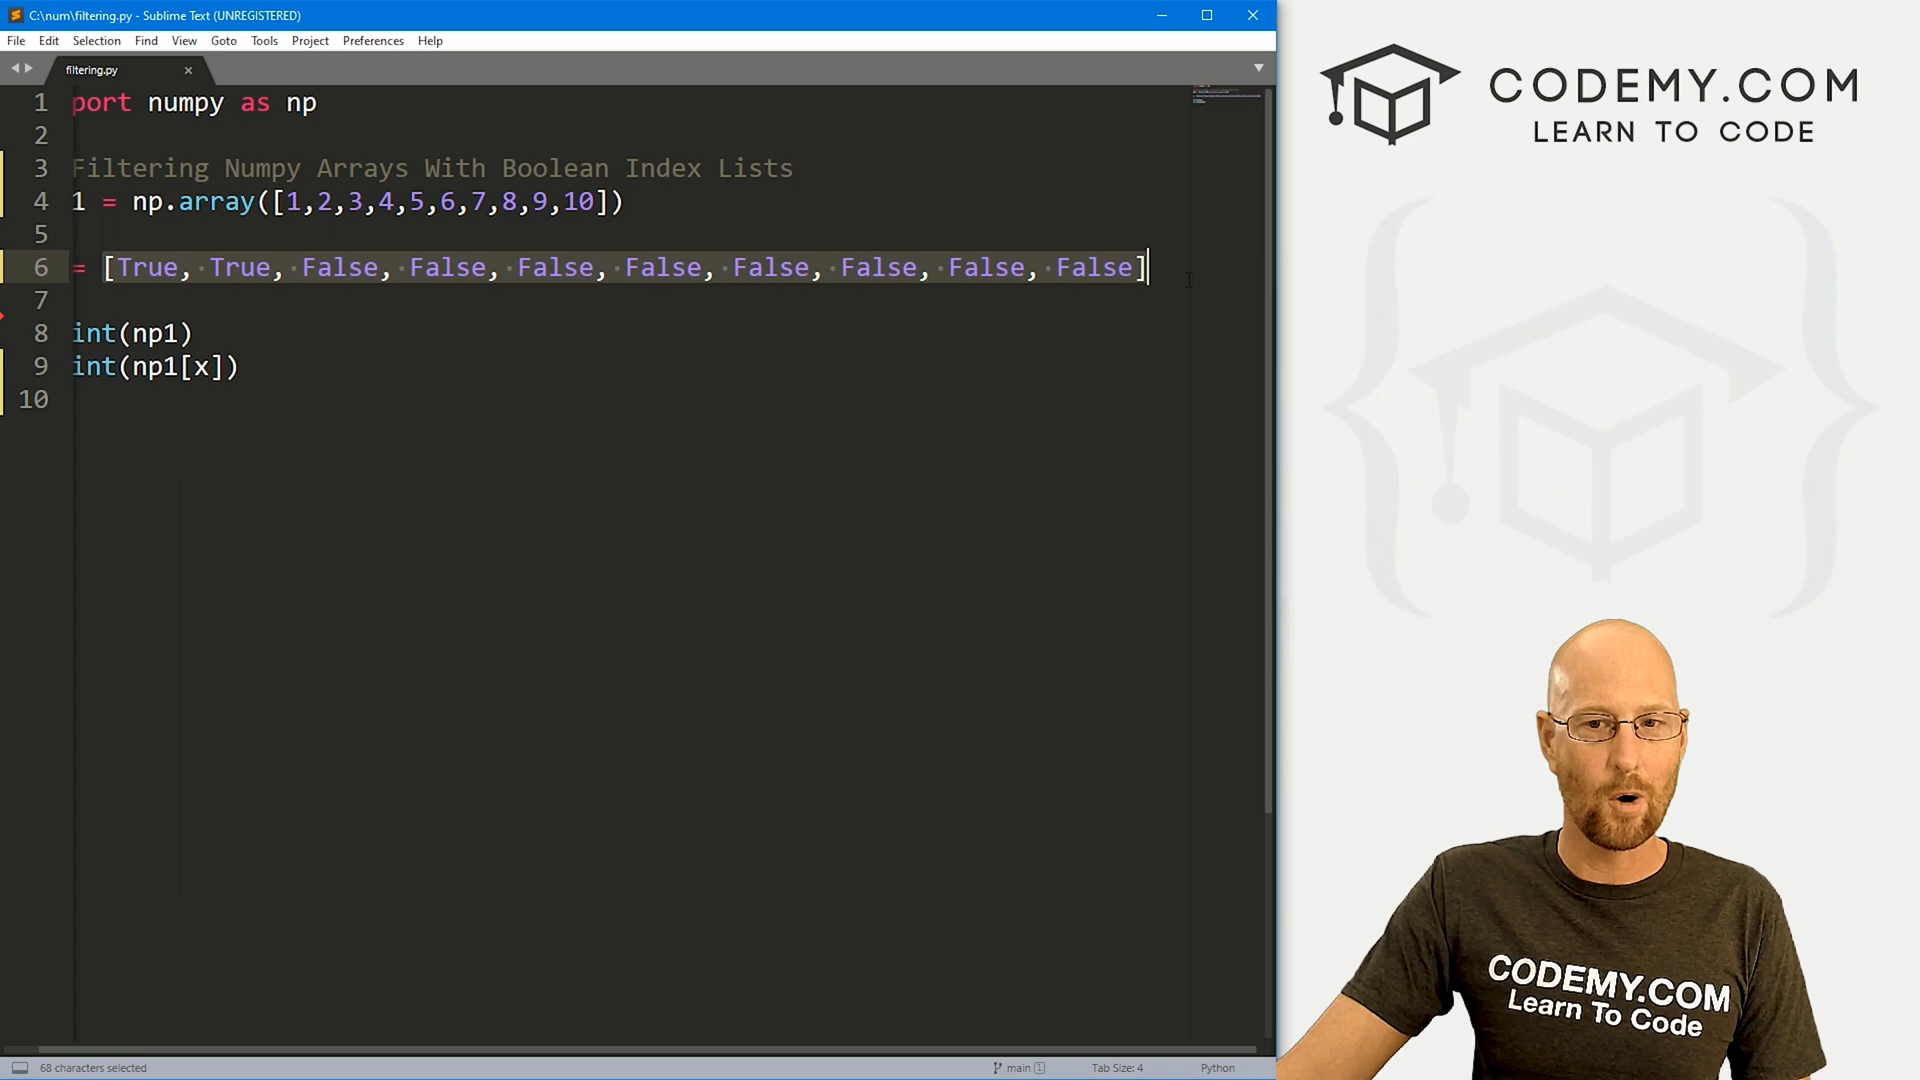 C:\num\filtering.py - Sublime Text (UNREGISTERED)
File Edit Selection Find View Goto Tools Project Preferences Help
filtering.py
1 port numpy as np
2
3 Filtering Numpy Arrays With Boolean Index Lists
4 1 = np.array([1,2,3,4,5,6,7,8,9,10])
5
6 = [True, True, False, False, False, False, False, False, False, False]
7
8 int(np1)
9 int(np1[x])
10
68 characters selected
main 1
Tab Size: 4
Python
CODEMY.COM
LEARN TO CODE
CODEMY.COM
Learn To Code